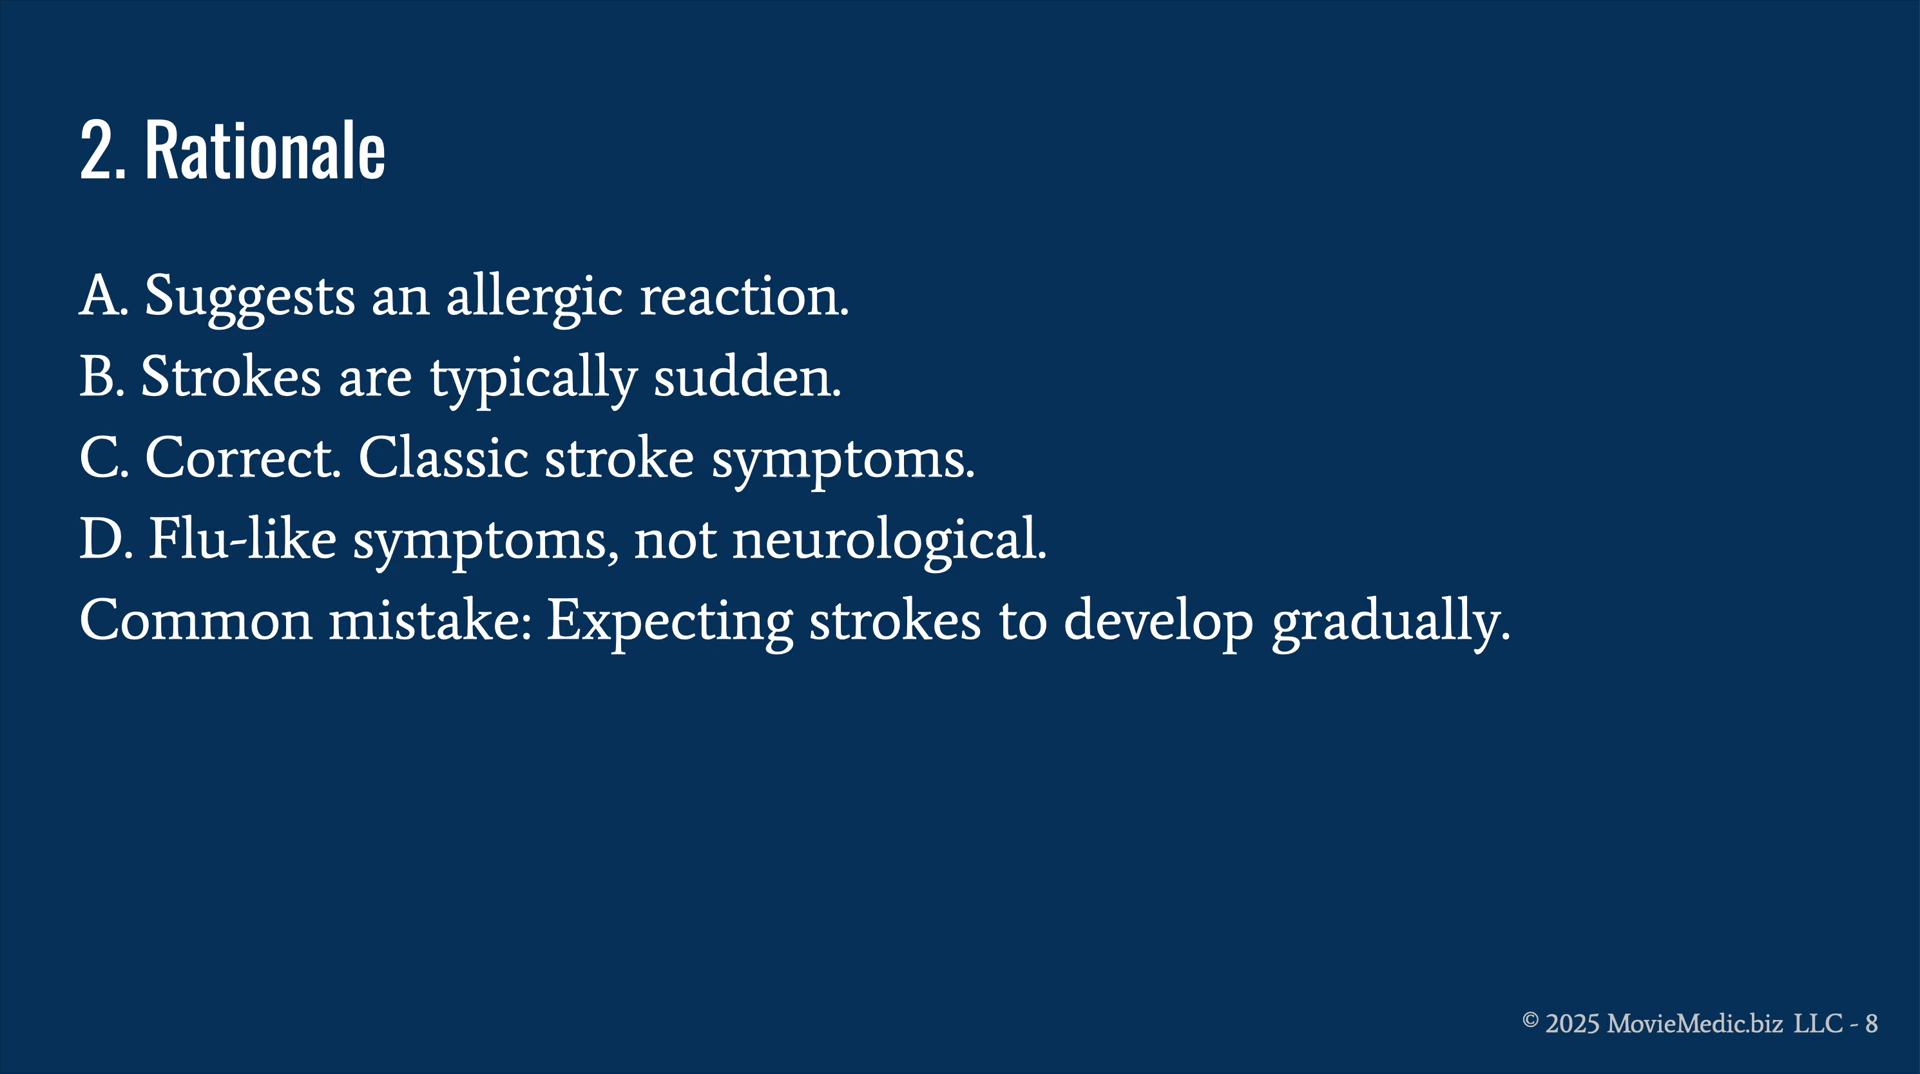 2. Rationale
A. Suggests an allergic reaction.
B. Strokes are typically sudden.
C. Correct. Classic stroke symptoms.
D. Flu-like symptoms, not neurological.
Common mistake: Expecting strokes to develop gradually.
© 2025 MovieMedic.biz LLC - 8